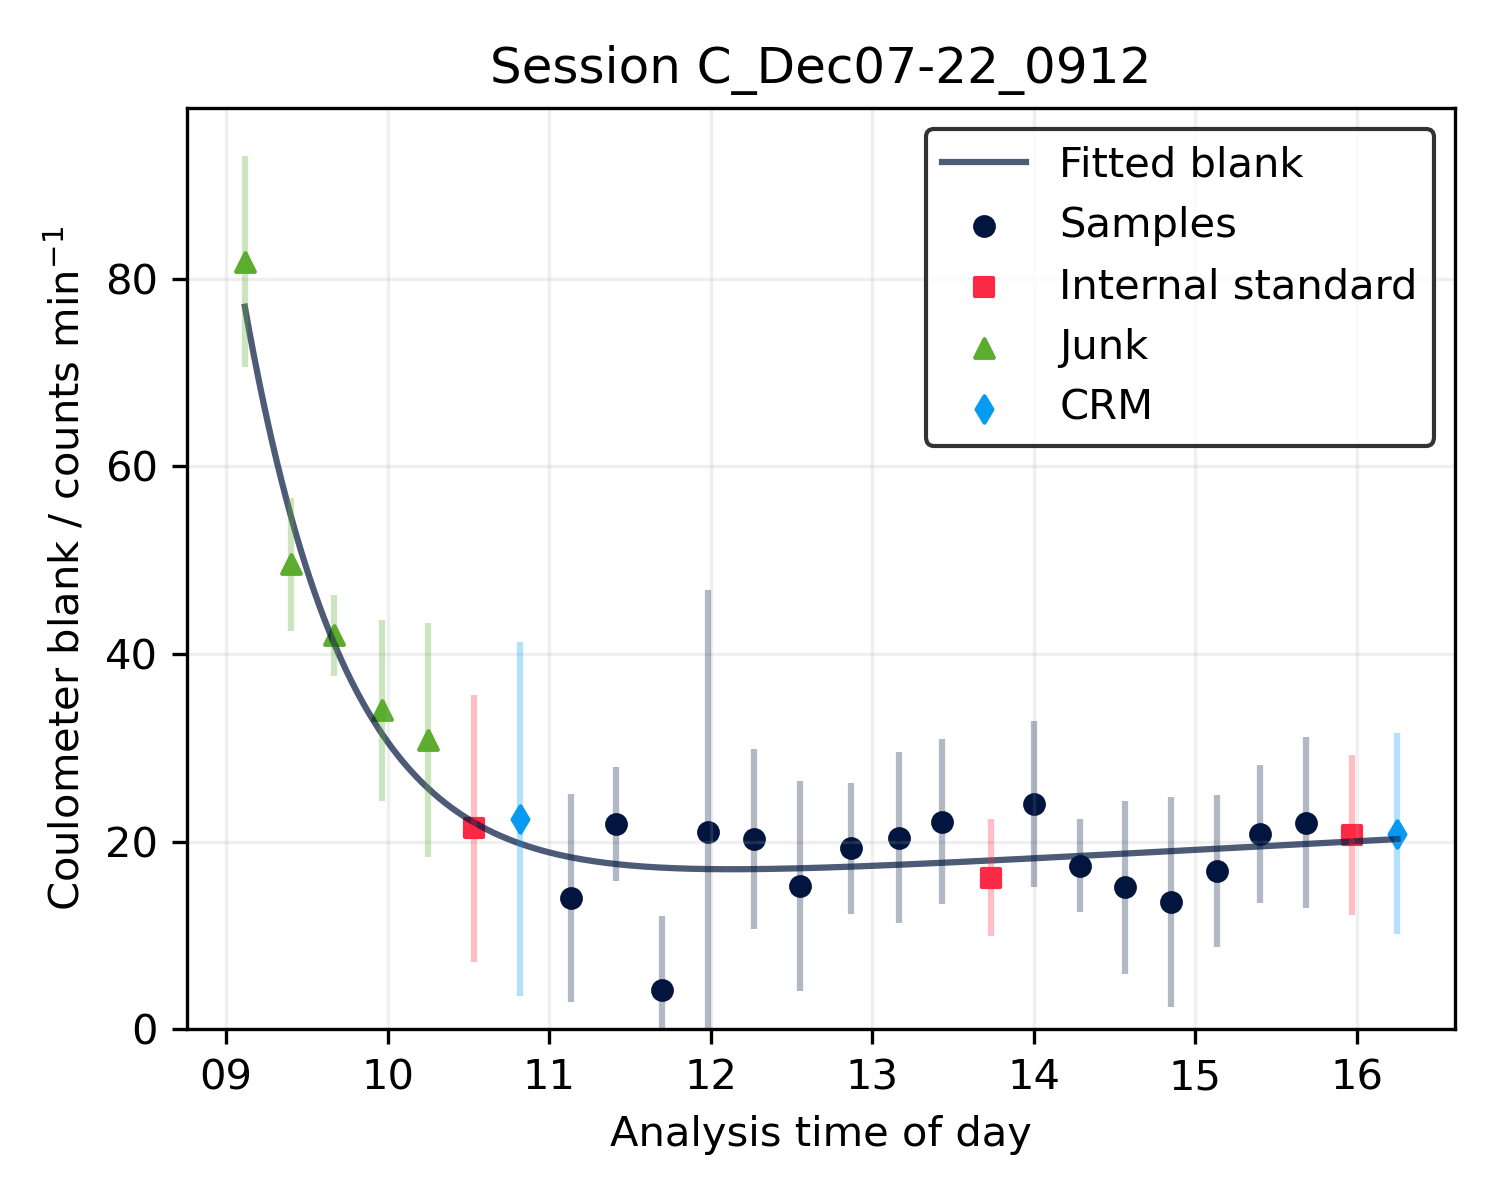 Session C_Dec07-22_0912
Coulometer blank / counts min⁻¹
80
60
40
20
0
09 10 11 12 13 14 15 16
Analysis time of day
Fitted blank
Samples
Internal standard
Junk
CRM